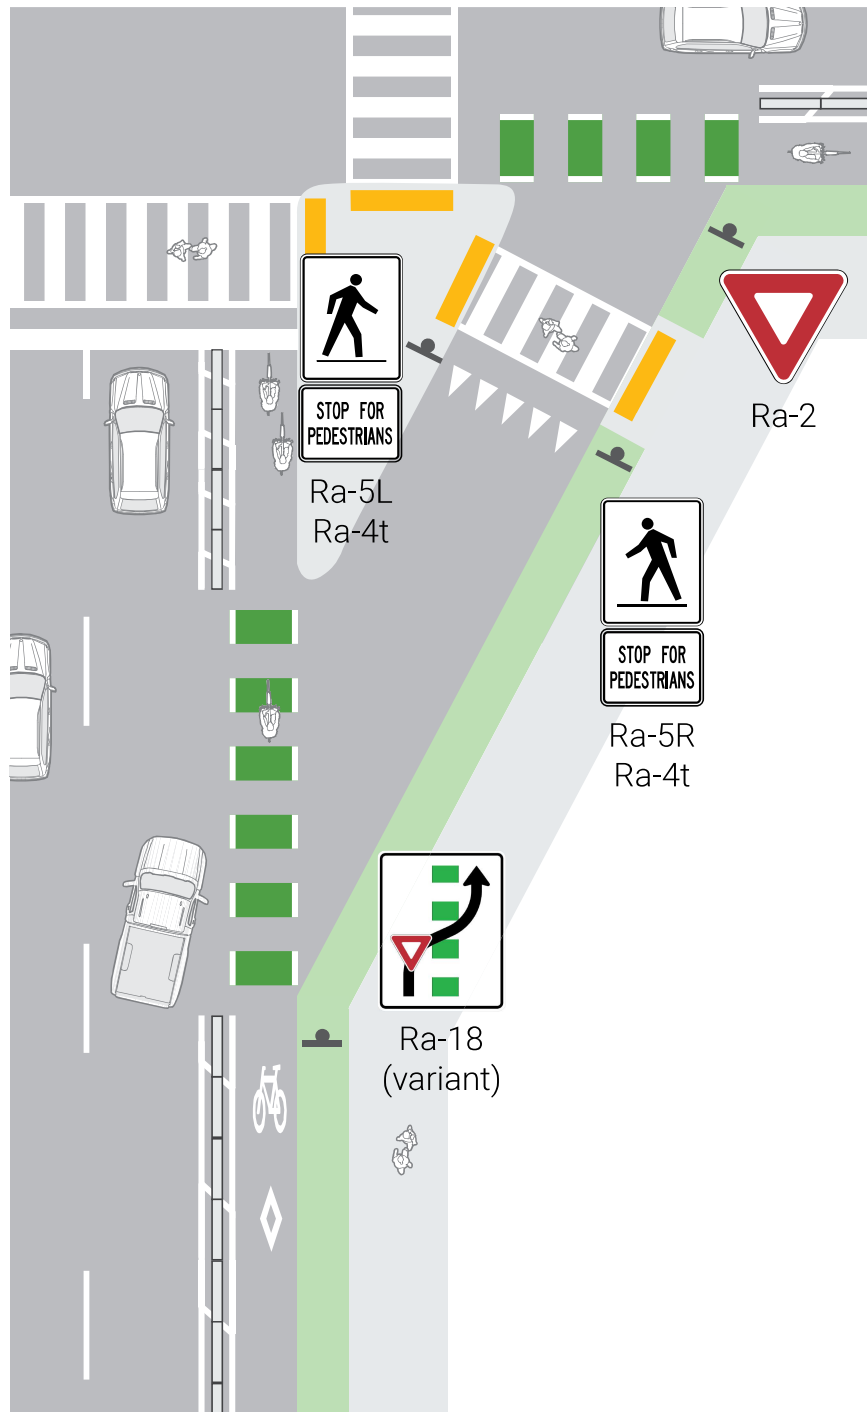 STOP FOR
PEDESTRIANS
Ra-5L
Ra-4t
Ra-2
STOP FOR
PEDESTRIANS
Ra-5R
Ra-4t
Ra-18
(variant)